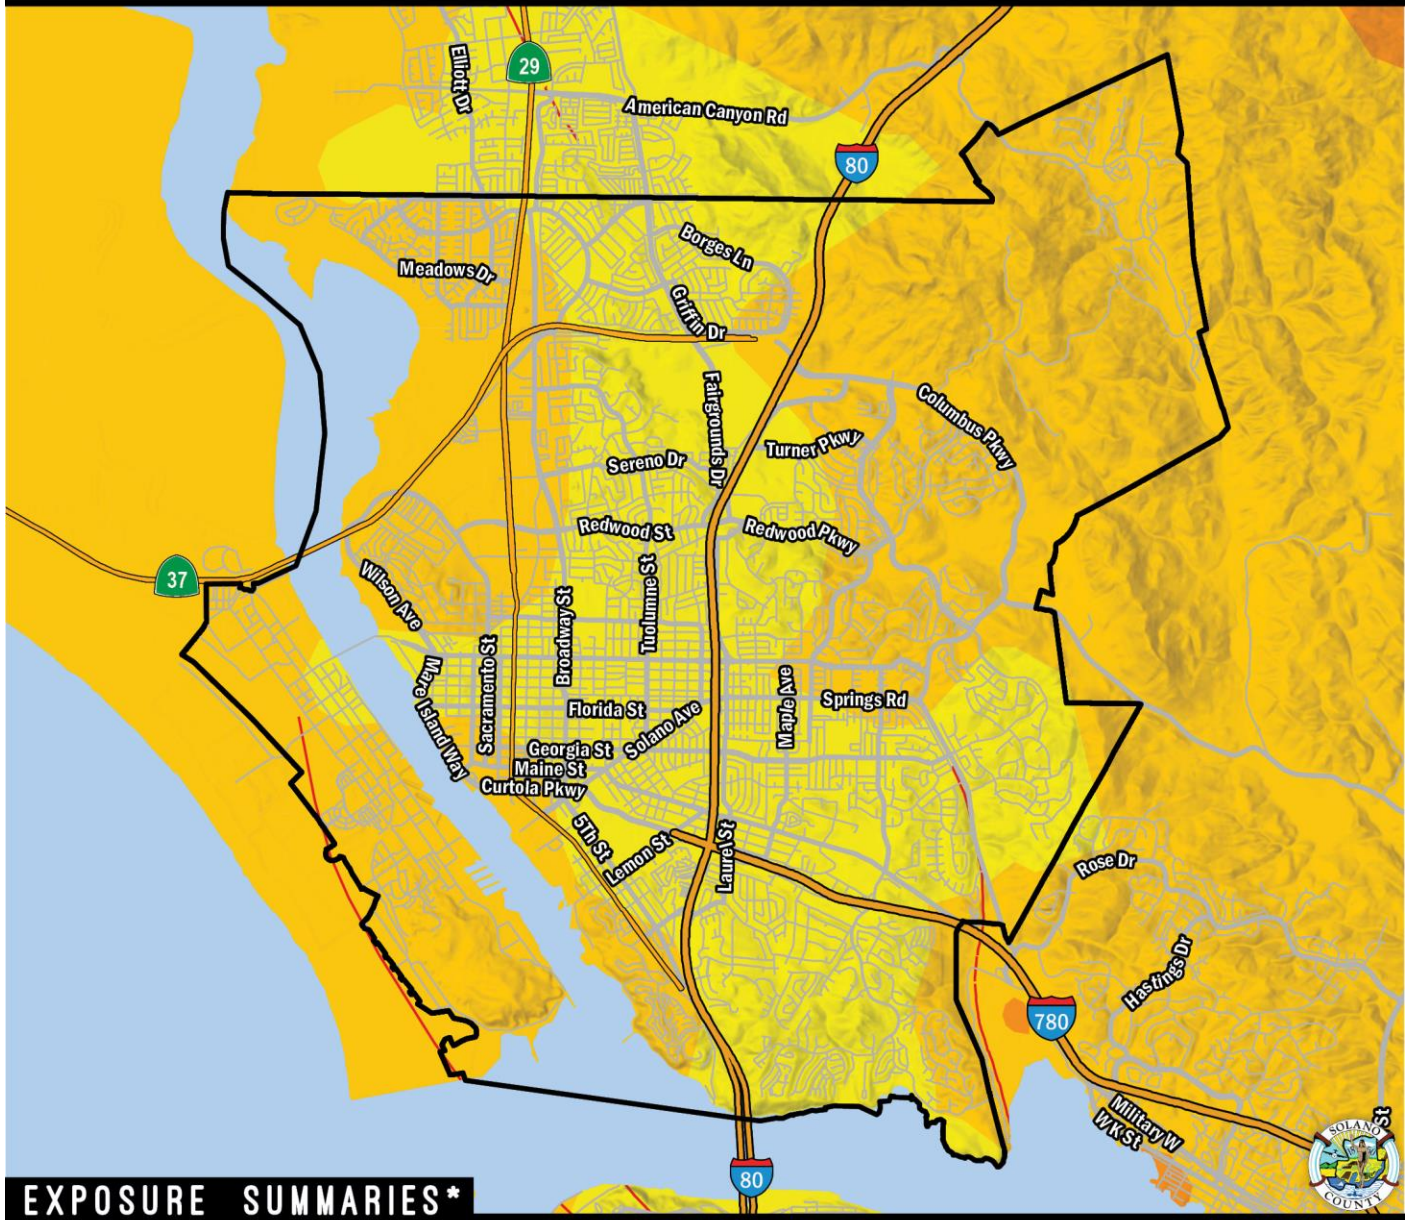 Elliott Dr
29
American Canyon Rd
80
Borges Ln
Meadows Dr
Griffin Dr
Fairgrounds Dr
Columbus Pkwy
Turner Pkwy
Sereno Dr
Redwood St
Redwood Pkwy
37
Wilson Ave
Tuolumne St
Broadway St
Sacramento St
Mare Island Way
Maple Ave
Springs Rd
Florida St
Solano Ave
Georgia St
Maine St
Curtola Pkwy
5Th St
Lemon St
Laurel St
Rose Dr
Hastings Dr
780
Military W
W K St
St
SOLANO
COUNTY
80
EXPOSURE SUMMARIES*